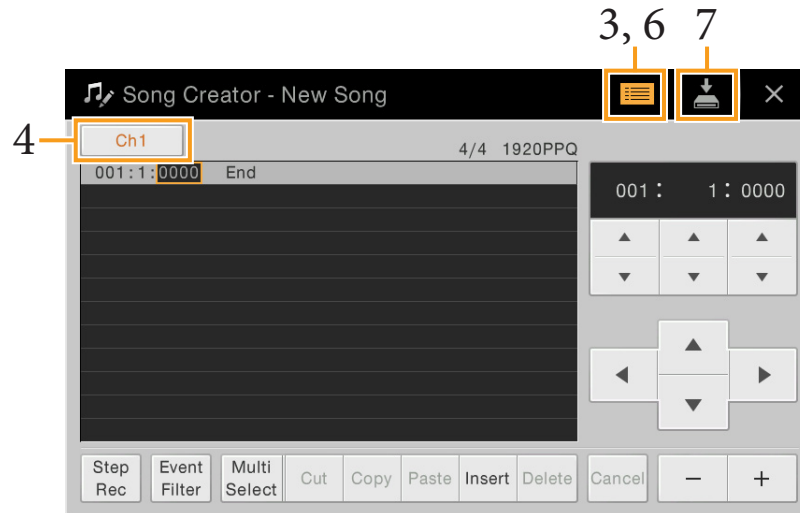 3, 6 7
Song Creator - New Song
4
Ch1
4/4 1920PPQ
001:1:0000 End
001: 1: 0000
Step Rec
Event Filter
Multi Select
Cut
Copy
Paste
Insert
Delete
Cancel
− +